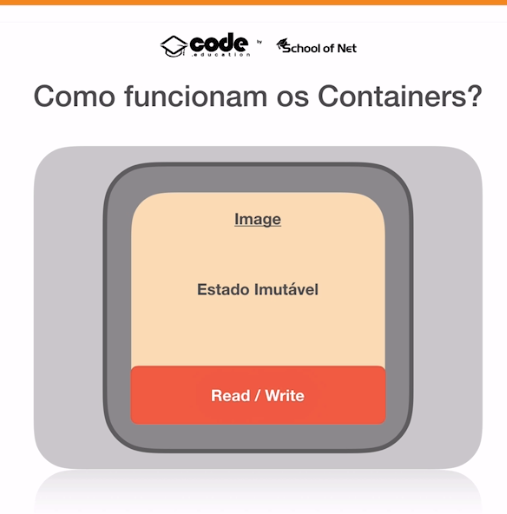 code by School of Net
.education
Como funcionam os Containers?
Image
Estado Imutável
Read / Write